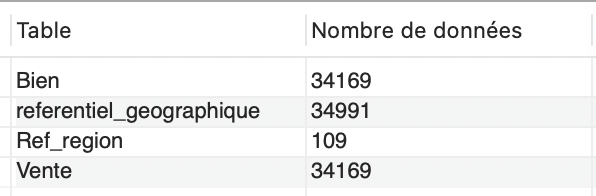 Table Nombre de données
Bien 34169
referentiel_geographique 34991
Ref_region 109
Vente 34169